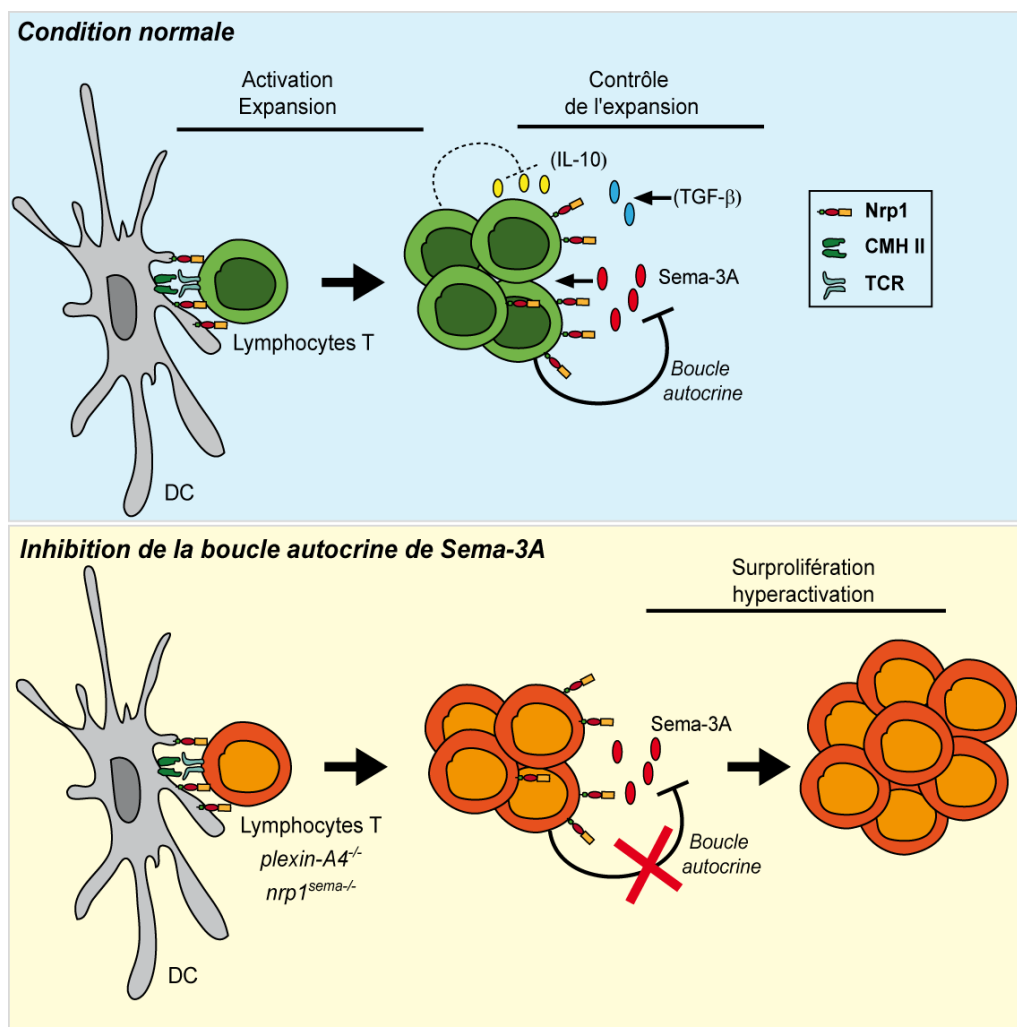 Condition normale
Activation
Expansion
Contrôle
de l'expansion
(IL-10)
(TGF-β)
Nrp1
CMH II
TCR
Sema-3A
Lymphocytes T
Boucle
autocrine
DC
Inhibition de la boucle autocrine de Sema-3A
Surprolifération
hyperactivation
Sema-3A
Lymphocytes T
plexin-A4-/-
nrp1sema-/-
Boucle
autocrine
DC